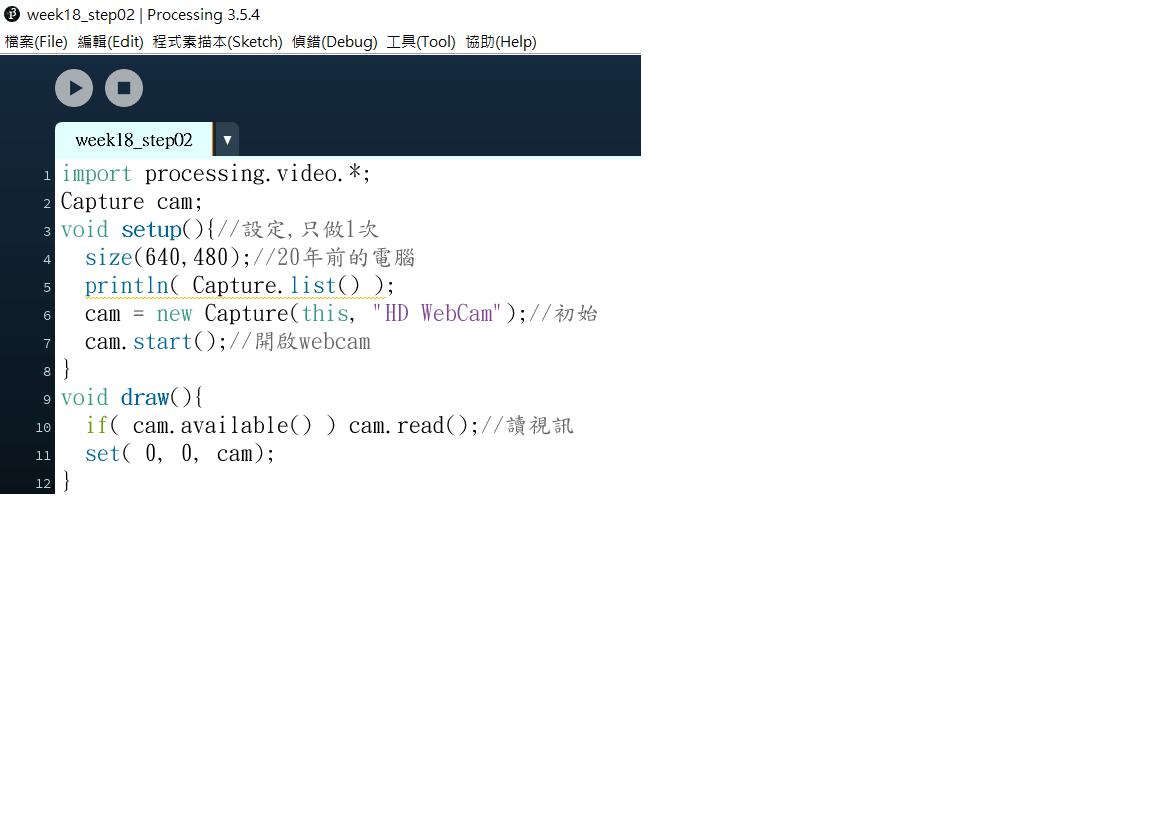 week18_step02 | Processing 3.5.4
檔案(File) 編輯(Edit) 程式素描本(Sketch) 偵錯(Debug) 工具(Tool) 協助(Help)
week18_step02 ▼
1 import processing.video.*;
2 Capture cam;
3 void setup(){//設定,只做1次
4   size(640,480);//20年前的電腦
5   println( Capture.list() );
6   cam = new Capture(this, "HD WebCam");//初始
7   cam.start();//開啟webcam
8 }
9 void draw(){
10   if( cam.available() ) cam.read();//讀視訊
11   set( 0, 0, cam);
12 }